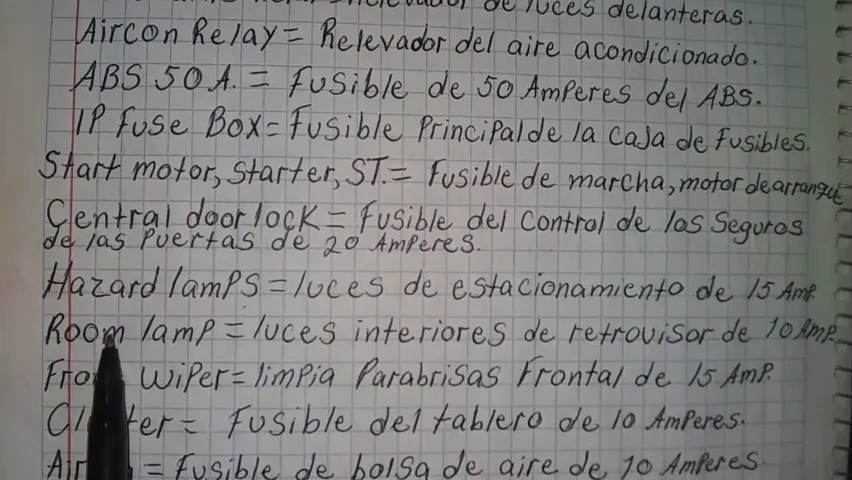 de luces delanteras.
Aircon Relay = Relevador del aire acondicionado.
ABS 50 A. = Fusible de 50 Amperes del ABS.
IP Fuse Box = Fusible Principal de la caja de Fusibles.
Start motor, starter, ST. = Fusible de marcha, motor de arranque
Central door lock = Fusible del control de los Seguros
de las Puertas de 20 Amperes.
Hazard lamps = luces de estacionamiento de 15 Amp.
Room lamp = luces interiores de retrovisor de 10 Amp.
Wiper = limpia Parabrisas Frontal de 15 Amp.
= Fusible del tablero de 10 Amperes.
= Fusible de bolsa de aire de 10 Amperes.